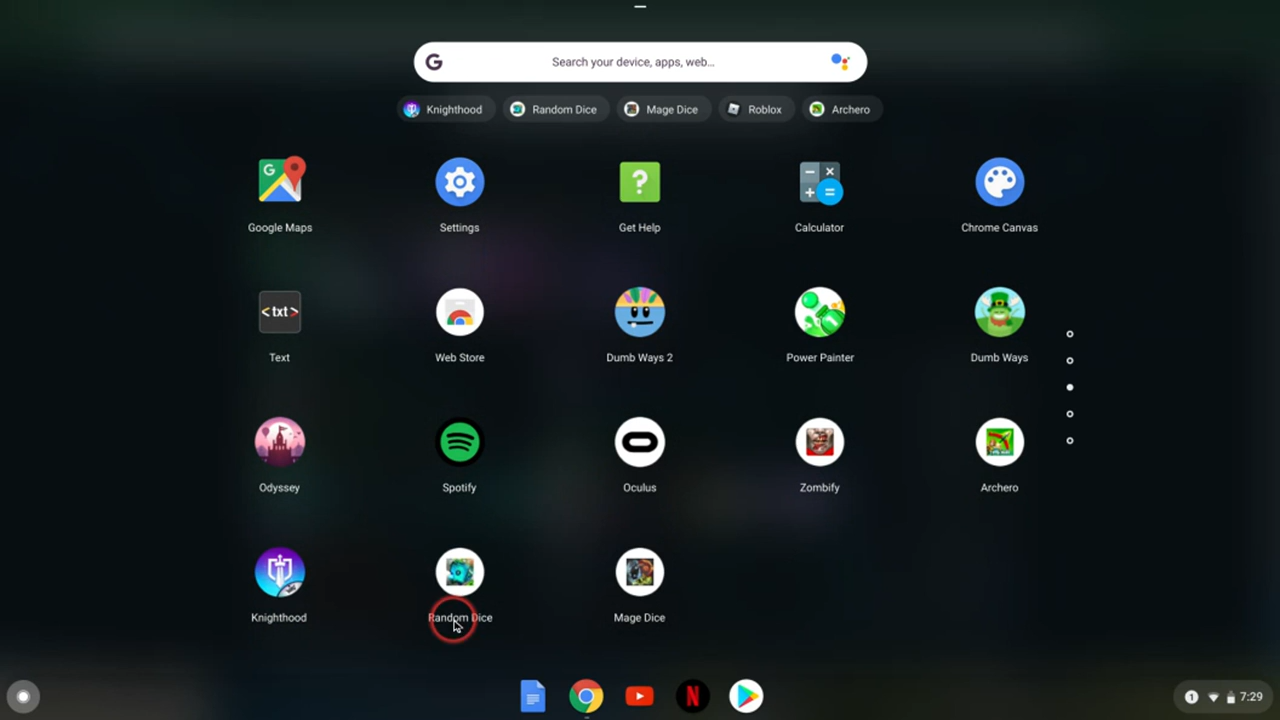 G Search your device, apps, web...
Knighthood Random Dice Mage Dice Roblox Archero
G
Google Maps Settings Get Help Calculator Chrome Canvas
<txt>
Text Web Store Dumb Ways 2 Power Painter Dumb Ways
Odyssey Spotify Oculus Zombify Archero
Knighthood Random Dice Mage Dice
N 1 7:29